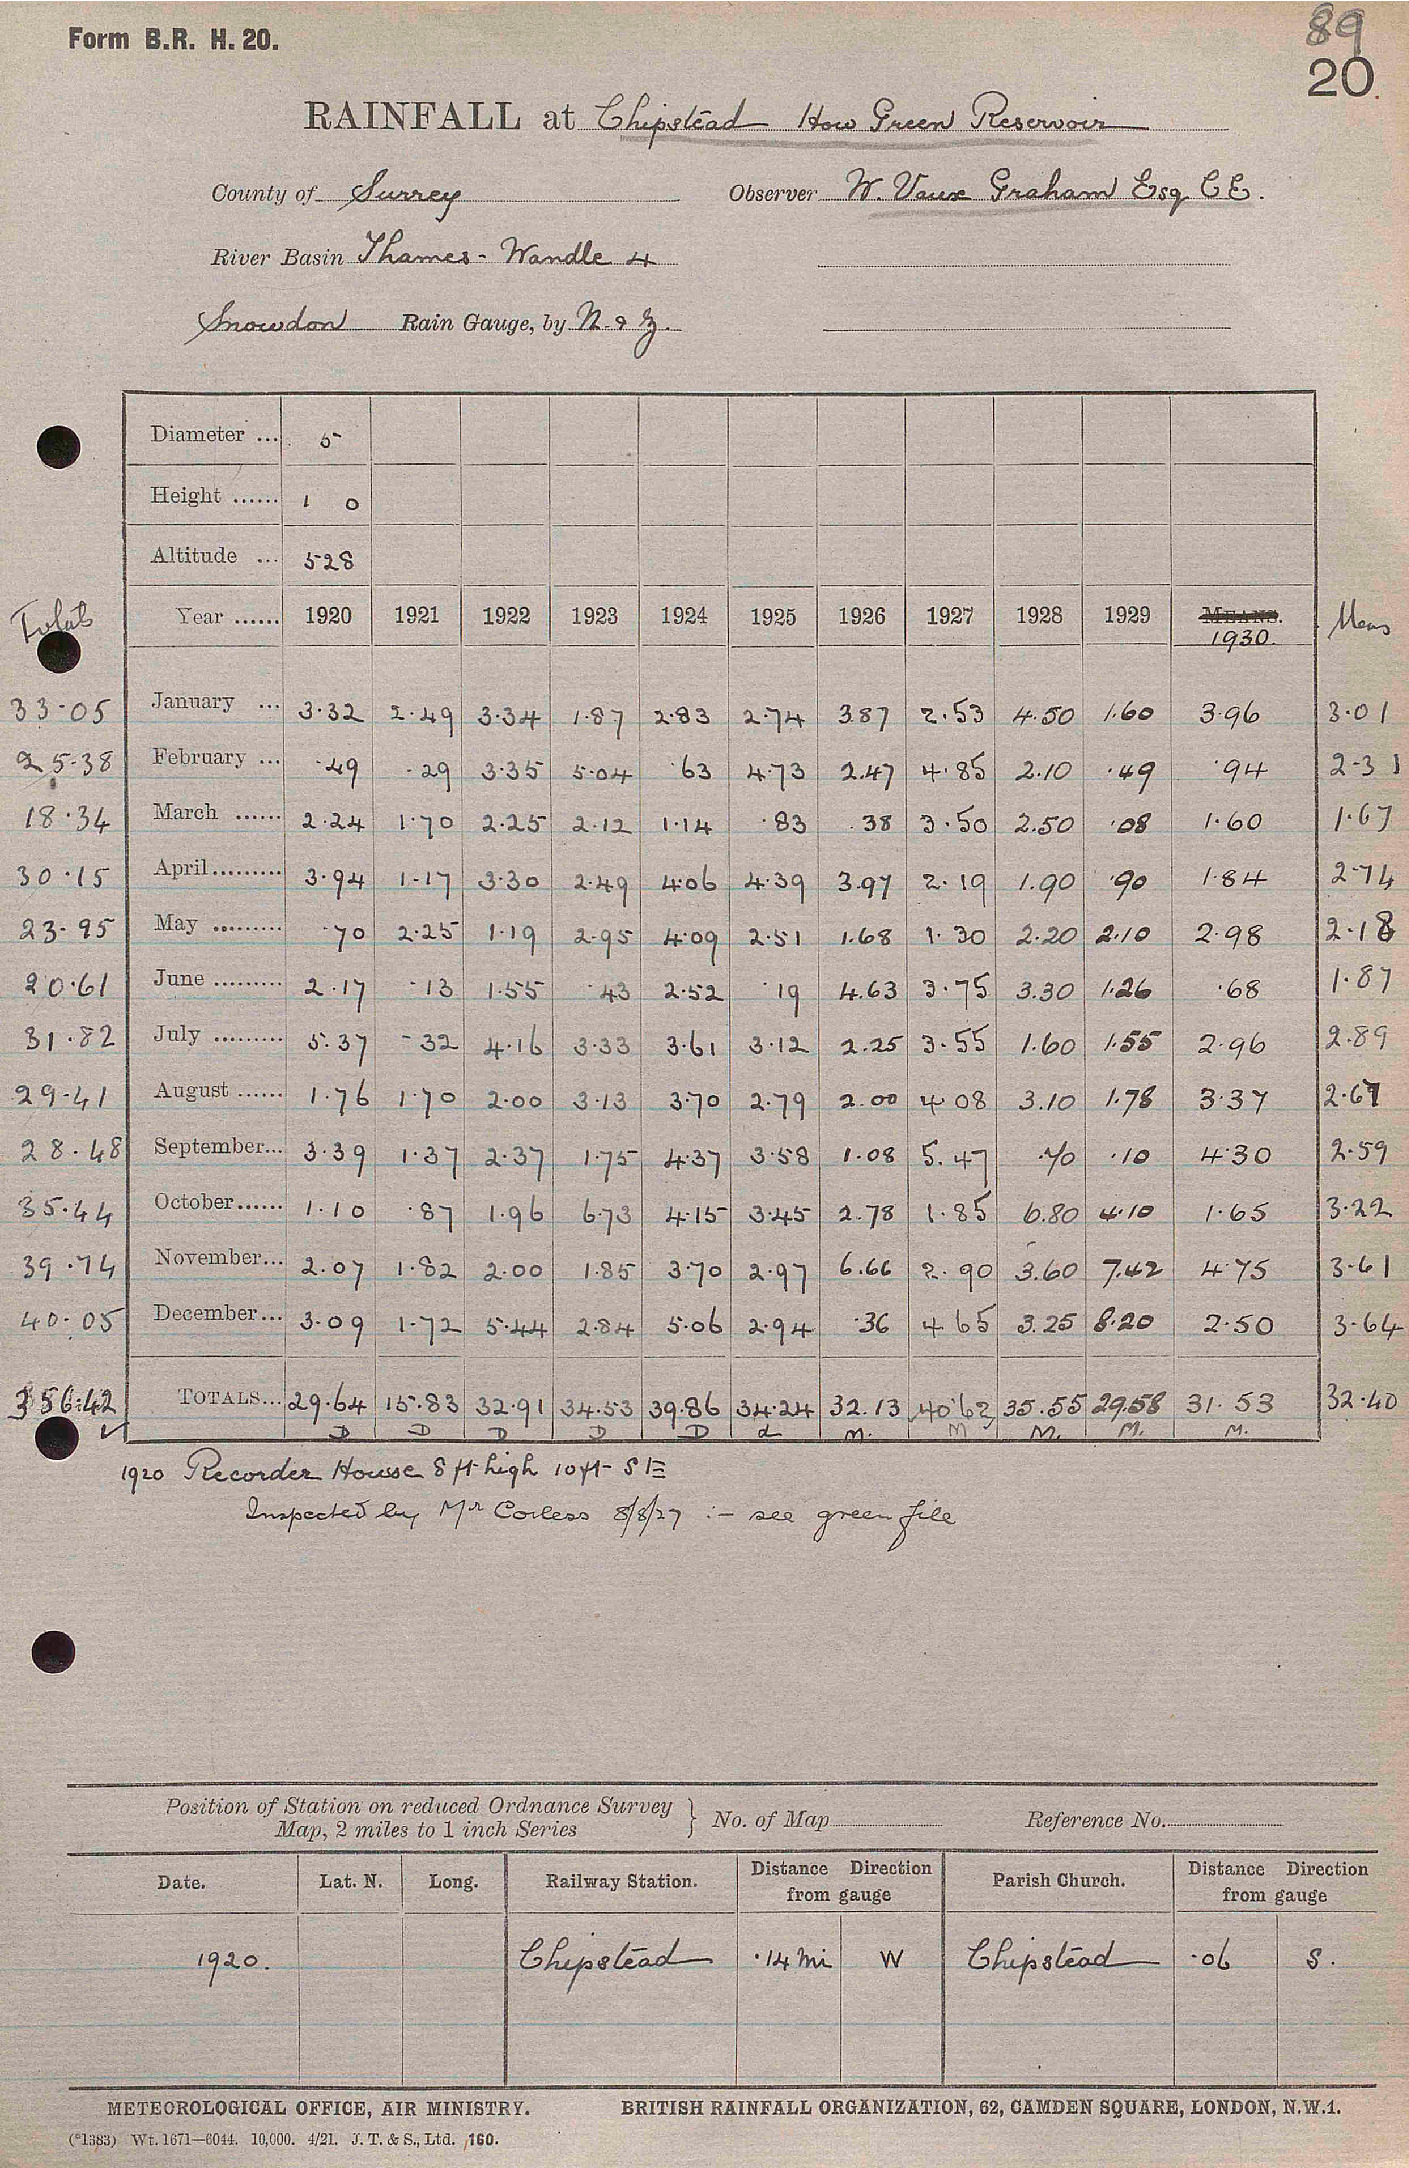 89
Form B.R. H. 20.
20.
RAINFALL at Chipstead How Green Reservoir
County of Surrey Observer W. Vaux Graham Esq. C E.
River Basin Thames - Wandle 4
Snowdon Rain Gauge, by N. & Z.
Diameter ... 5
Height ...... 1 0
Altitude ... 528
Totals Year ...... 1920 1921 1922 1923 1924 1925 1926 1927 1928 1929 MEANS. 1930. Means
33.05 January ... 3.32 2.49 3.34 1.87 2.83 2.74 3.87 2.53 4.50 1.60 3.96 3.01
25.38 February ... .49 .29 3.35 5.04 .63 4.73 2.47 4.85 2.10 .49 .94 2.31
18.34 March ...... 2.24 1.70 2.25 2.12 1.14 .83 .38 3.50 2.50 .08 1.60 1.67
30.15 April ......... 3.94 1.17 3.30 2.49 4.06 4.39 3.97 2.19 1.90 .90 1.84 2.74
23.95 May ......... .70 2.25 1.19 2.95 4.09 2.51 1.68 1.30 2.20 2.10 2.98 2.18
20.61 June ......... 2.17 .13 1.55 .43 2.52 .19 4.63 3.75 3.30 1.26 .68 1.87
31.82 July ......... 5.37 .32 4.16 3.33 3.61 3.12 2.25 3.55 1.60 1.55 2.96 2.89
29.41 August ...... 1.76 1.70 2.00 3.13 3.70 2.79 2.00 4.08 3.10 1.78 3.37 2.67
28.48 September... 3.39 1.37 2.37 1.75 4.37 3.58 1.08 5.47 .70 .10 4.30 2.59
35.44 October...... 1.10 .87 1.96 6.73 4.15 3.45 2.78 1.85 6.80 4.10 1.65 3.22
39.74 November... 2.07 1.82 2.00 1.85 3.70 2.97 6.66 2.90 3.60 7.42 4.75 3.61
40.05 December... 3.09 1.72 5.44 2.84 5.06 2.94 .36 4.65 3.25 8.20 2.50 3.64
356.42 TOTALS... 29.64 15.83 32.91 34.53 39.86 34.24 32.13 40.62 35.55 29.58 31.53 32.40
D D D D D d M. M M. M. M.
1920 Recorder House 8 ft high 10 ft S E
Inspected by Mr Corless 8/8/27 :- see green file
Position of Station on reduced Ordnance Survey
Map, 2 miles to 1 inch Series } No. of Map Reference No.
Date. Lat. N. Long. Railway Station. Distance Direction from gauge Parish Church. Distance Direction from gauge
1920. Chipstead .14 mi W Chipstead .06 S.
METEOROLOGICAL OFFICE, AIR MINISTRY. BRITISH RAINFALL ORGANIZATION, 62, CAMDEN SQUARE, LONDON, N.W.1.
(*1383) Wt. 1671—6044. 10,000. 4/21. J. T. & S., Ltd. 160.